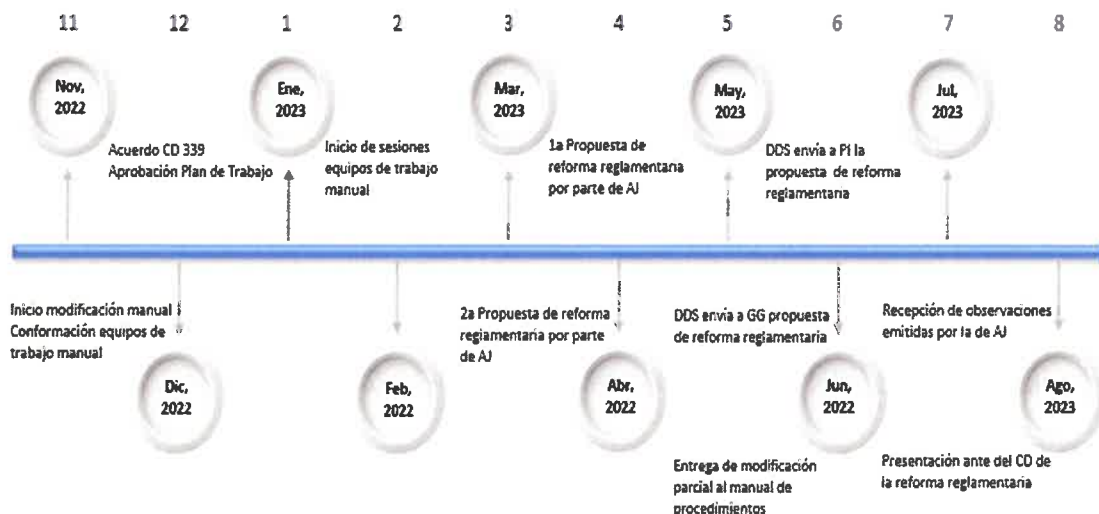 11 12 1 2 3 4 5 6 7 8
Nov,
2022
Ene,
2023
Mar,
2023
May,
2023
Jul,
2023
Acuerdo CD 339
Aprobación Plan de Trabajo
Inicio de sesiones
equipos de trabajo
manual
1a Propuesta de
reforma reglamentaria
por parte de AJ
DDS envía a PI la
propuesta de reforma
reglamentaria
Inicio modificación manual
Conformación equipos de
trabajo manual
2a Propuesta de reforma
reglamentaria por parte
de AJ
DDS envía a GG propuesta
de reforma reglamentaria
Recepción de observaciones
emitidas por la de AJ
Dic,
2022
Feb,
2022
Abr,
2022
Jun,
2022
Ago,
2023
Entrega de modificación
parcial al manual de
procedimientos
Presentación ante del CD de
la reforma reglamentaria